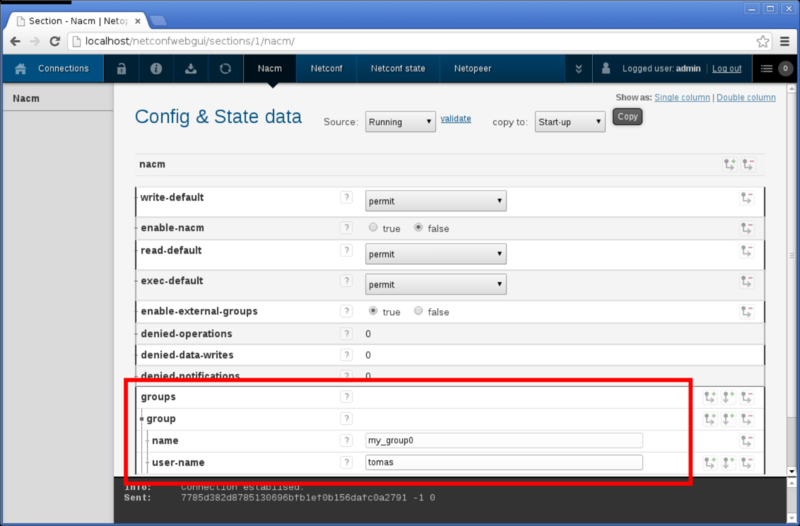 Section - Nacm | Netop
localhost/netconfwebgui/sections/1/nacm/
Connections Nacm Netconf Netconf state Netopeer Logged user: admin | Log out 0
Nacm
Show as: Single column | Double column
Config & State data Source: Running validate copy to: Start-up Copy
nacm
write-default ? permit
enable-nacm ? true false
read-default ? permit
exec-default ? permit
enable-external-groups ? true false
denied-operations ? 0
denied-data-writes ? 0
denied-notifications ? 0
groups ?
group ?
name ? my_group0
user-name ? tomas
Info: Connection establised.
Sent: 7785d382d8785130696bfb1ef0b156dafc0a2791 -1 0